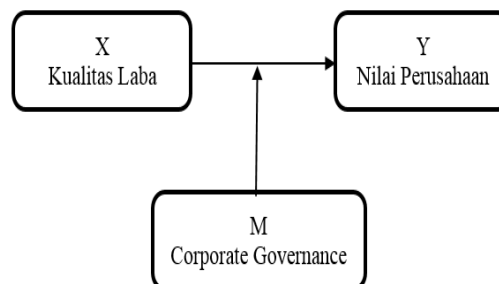 X
Kualitas Laba
Y
Nilai Perusahaan
M
Corporate Governance